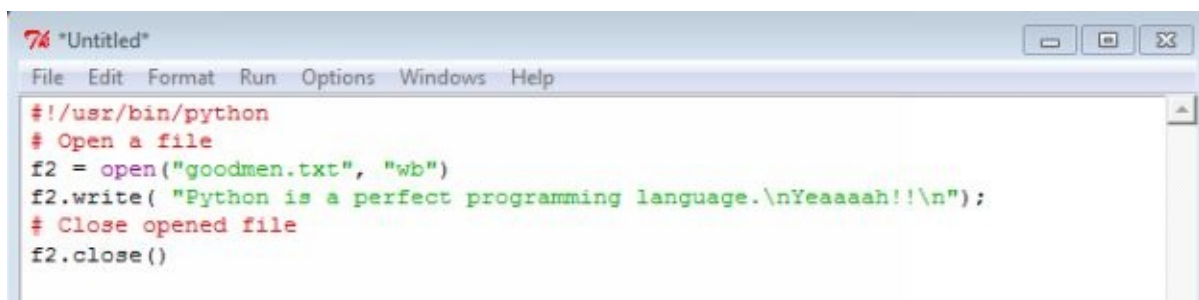 *Untitled*
File Edit Format Run Options Windows Help
#!/usr/bin/python
# Open a file
f2 = open("goodmen.txt", "wb")
f2.write( "Python is a perfect programming language.\nYeaaaah!!\n");
# Close opened file
f2.close()